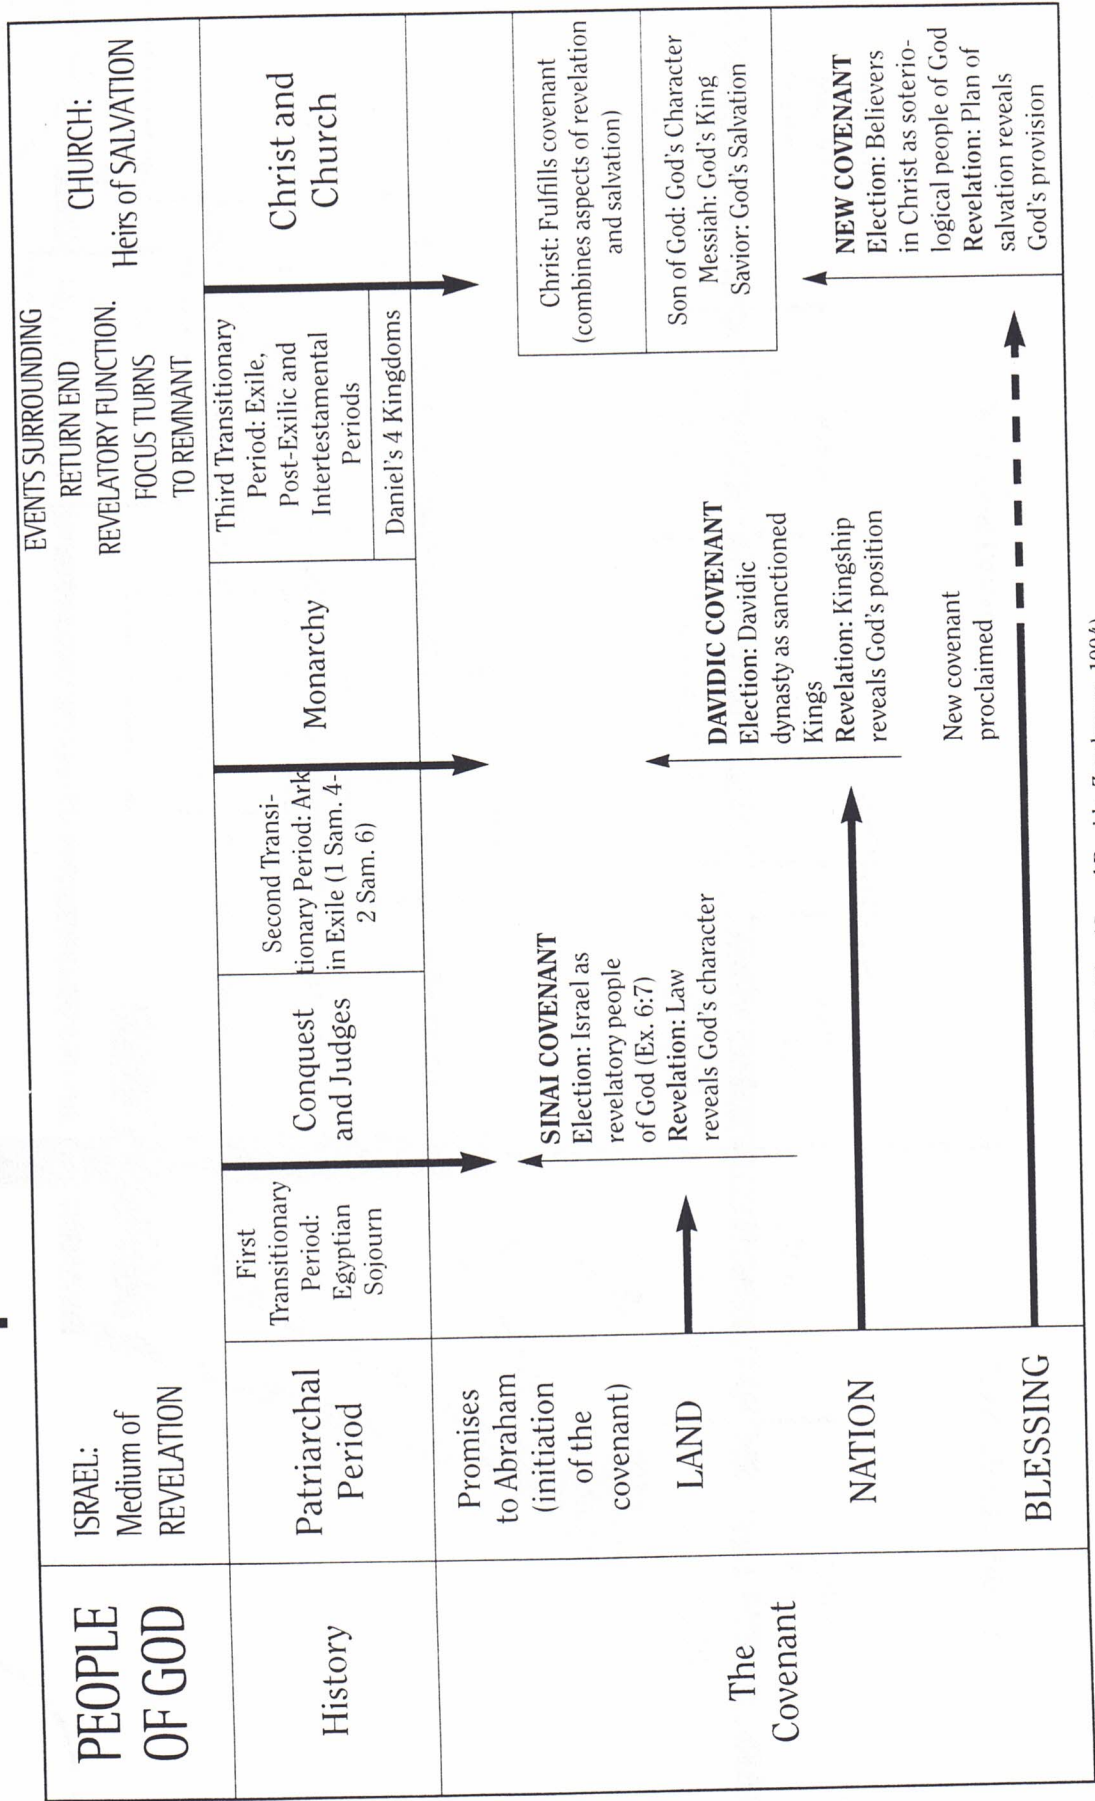 PEOPLE
OF GOD
ISRAEL:
Medium of
REVELATION
EVENTS SURROUNDING
RETURN END
REVELATORY FUNCTION.
FOCUS TURNS
TO REMNANT
CHURCH:
Heirs of SALVATION
History
Patriarchal
Period
First
Transitionary
Period:
Egyptian
Sojourn
Conquest
and Judges
Second Transi-
tionary Period: Ark
in Exile (1 Sam. 4-
2 Sam. 6)
Monarchy
Third Transitionary
Period: Exile,
Post-Exilic and
Intertestamental
Periods
Daniel's 4 Kingdoms
Christ and
Church
The
Covenant
Promises
to Abraham
(initiation
of the
covenant)
LAND
NATION
BLESSING
SINAI COVENANT
Election: Israel as
revelatory people
of God (Ex. 6:7)
Revelation: Law
reveals God's character
DAVIDIC COVENANT
Election: Davidic
dynasty as sanctioned
Kings
Revelation: Kingship
reveals God's position
New covenant
proclaimed
Christ: Fulfills covenant
(combines aspects of revelation
and salvation)
Son of God: God's Character
Messiah: God's King
Savior: God's Salvation
NEW COVENANT
Election: Believers
in Christ as soterio-
logical people of God
Revelation: Plan of
salvation reveals
God's provision